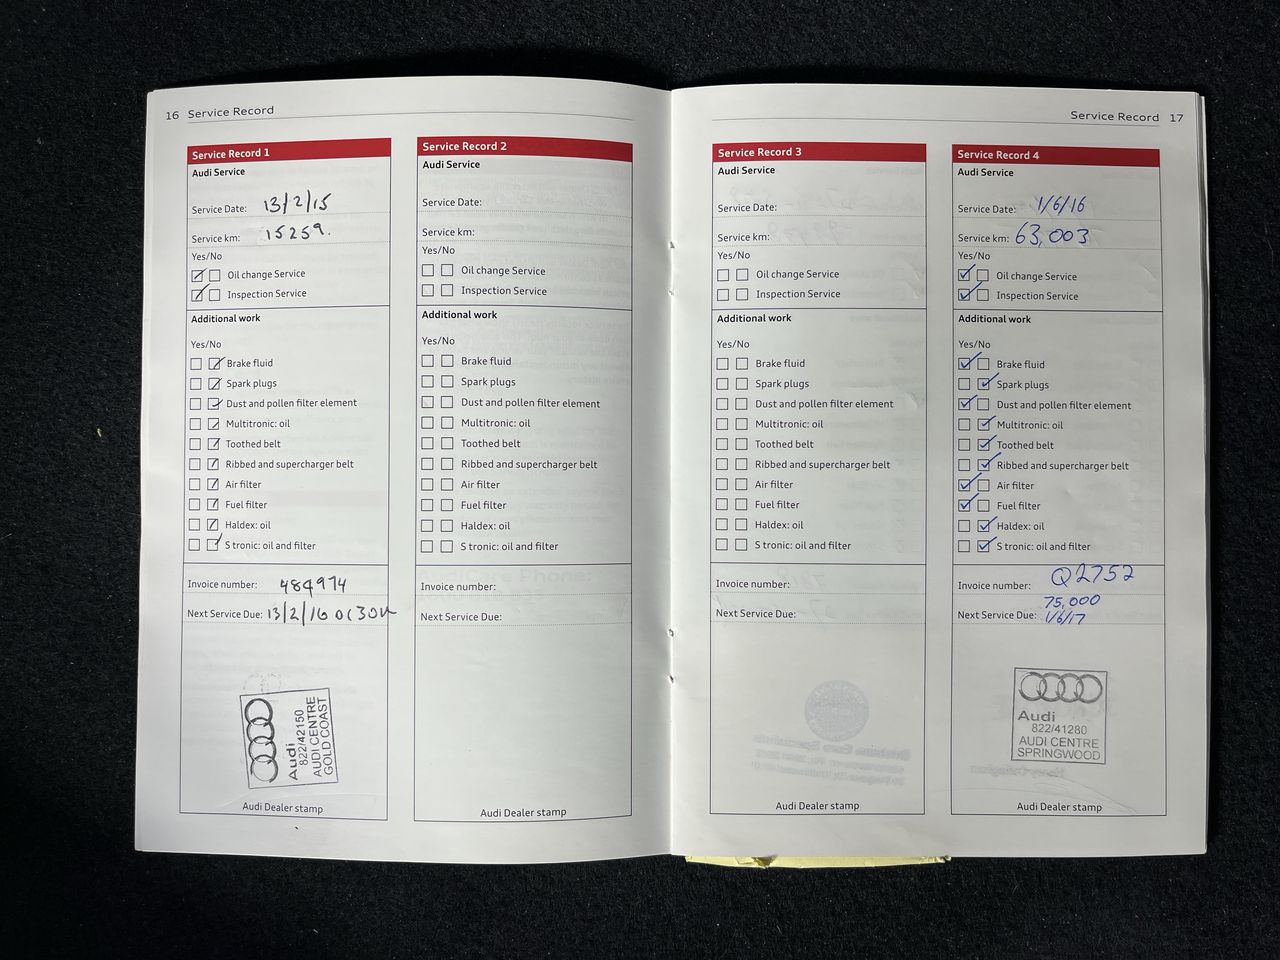 16 Service Record
Service Record 1
Audi Service
Service Date: 13/2/15
Service km: 15259.
Yes/No
Oil change Service
Inspection Service
Additional work
Yes/No
Brake fluid
Spark plugs
Dust and pollen filter element
Multitronic: oil
Toothed belt
Ribbed and supercharger belt
Air filter
Fuel filter
Haldex: oil
S tronic: oil and filter
Invoice number: 484974
Next Service Due: 13/2/16 or 30k
Audi
822/42150
AUDI CENTRE
GOLD COAST
Audi Dealer stamp
Service Record 2
Audi Service
Service Date:
Service km:
Yes/No
Oil change Service
Inspection Service
Additional work
Yes/No
Brake fluid
Spark plugs
Dust and pollen filter element
Multitronic: oil
Toothed belt
Ribbed and supercharger belt
Air filter
Fuel filter
Haldex: oil
S tronic: oil and filter
Invoice number:
Next Service Due:
Audi Dealer stamp
Service Record 17
Service Record 3
Audi Service
Service Date:
Service km:
Yes/No
Oil change Service
Inspection Service
Additional work
Yes/No
Brake fluid
Spark plugs
Dust and pollen filter element
Multitronic: oil
Toothed belt
Ribbed and supercharger belt
Air filter
Fuel filter
Haldex: oil
S tronic: oil and filter
Invoice number:
Next Service Due:
Audi Dealer stamp
Service Record 4
Audi Service
Service Date: 1/6/16
Service km: 63,003
Yes/No
Oil change Service
Inspection Service
Additional work
Yes/No
Brake fluid
Spark plugs
Dust and pollen filter element
Multitronic: oil
Toothed belt
Ribbed and supercharger belt
Air filter
Fuel filter
Haldex: oil
S tronic: oil and filter
Invoice number: Q2752
75,000
Next Service Due: 1/6/17
Audi
822/41280
AUDI CENTRE
SPRINGWOOD
Audi Dealer stamp